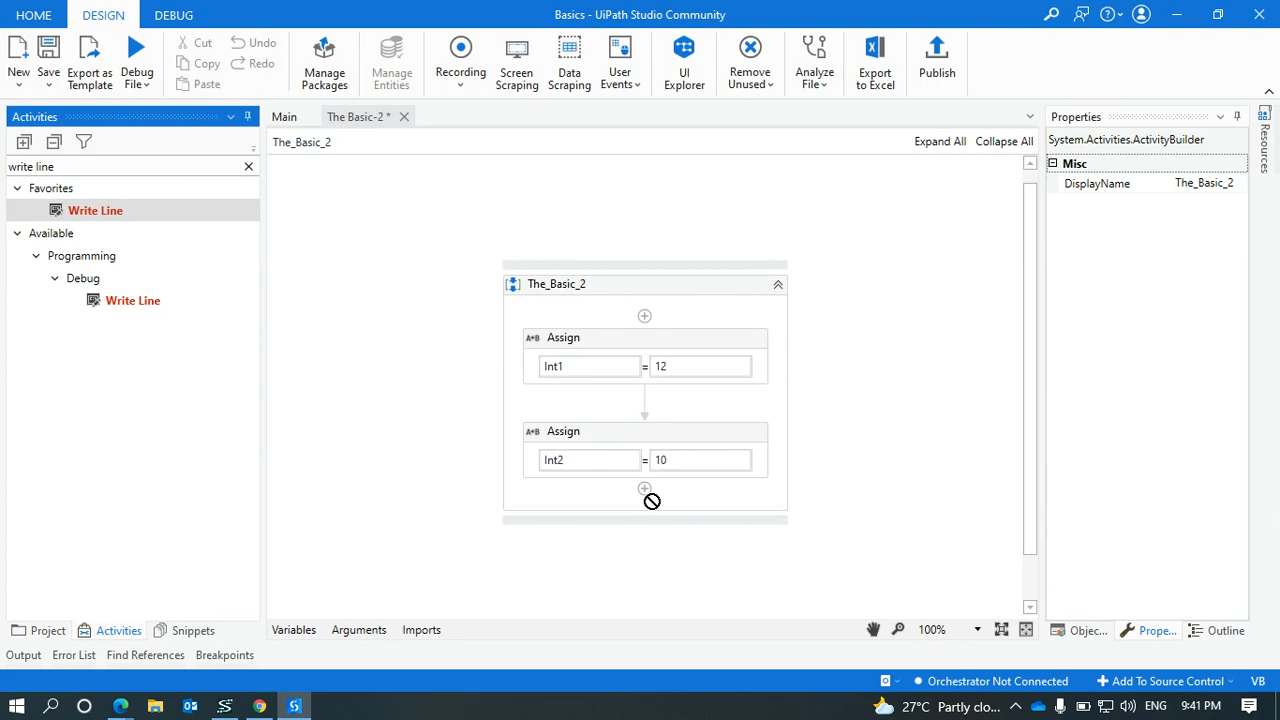 HOME DESIGN DEBUG Basics - UiPath Studio Community
Cut Undo
Copy Redo
Paste
New Save Export as Template Debug File Manage Packages Manage Entities Recording Screen Scraping Data Scraping User Events UI Explorer Remove Unused Analyze File Export to Excel Publish
Activities Main The Basic-2 * Properties
The_Basic_2 Expand All Collapse All System.Activities.ActivityBuilder
write line Misc
Favorites DisplayName The_Basic_2
Write Line
Available
Programming
Debug
Write Line
The_Basic_2
A*B Assign
Int1 = 12
A*B Assign
Int2 = 10
Resources
Project Activities Snippets Variables Arguments Imports 100% Objec... Prope... Outline
Output Error List Find References Breakpoints
Orchestrator Not Connected Add To Source Control VB
27°C Partly clo... ENG 9:41 PM